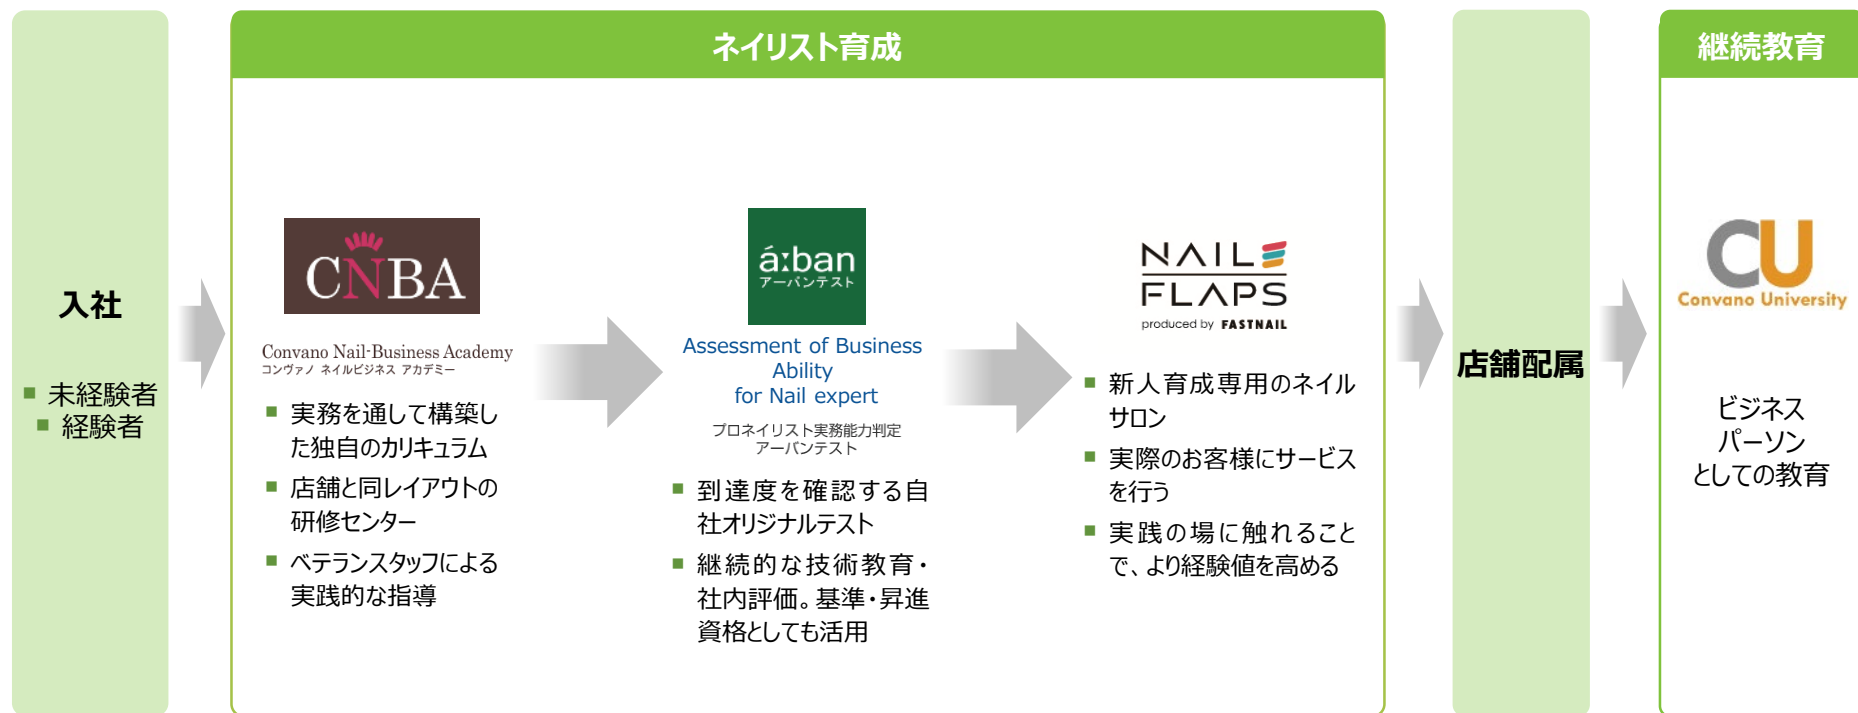 入社
未経験者
経験者
ネイリスト育成
CNBA
Convano Nail-Business Academy
コンヴァノ ネイルビジネス アカデミー
実務を通して構築し
た独自のカリキュラム
店舗と同レイアウトの
研修センター
ベテランスタッフによる
実践的な指導
á:ban
アーバンテスト
Assessment of Business
Ability
for Nail expert
プロネイリスト実務能力判定
アーバンテスト
到達度を確認する自
社オリジナルテスト
継続的な技術教育・
社内評価。基準・昇進
資格としても活用
NAIL
FLAPS
produced by FASTNAIL
新人育成専用のネイル
サロン
実際のお客様にサービス
を行う
実践の場に触れること
で、より経験値を高める
店舗配属
継続教育
CU
Convano University
ビジネス
パーソン
としての教育